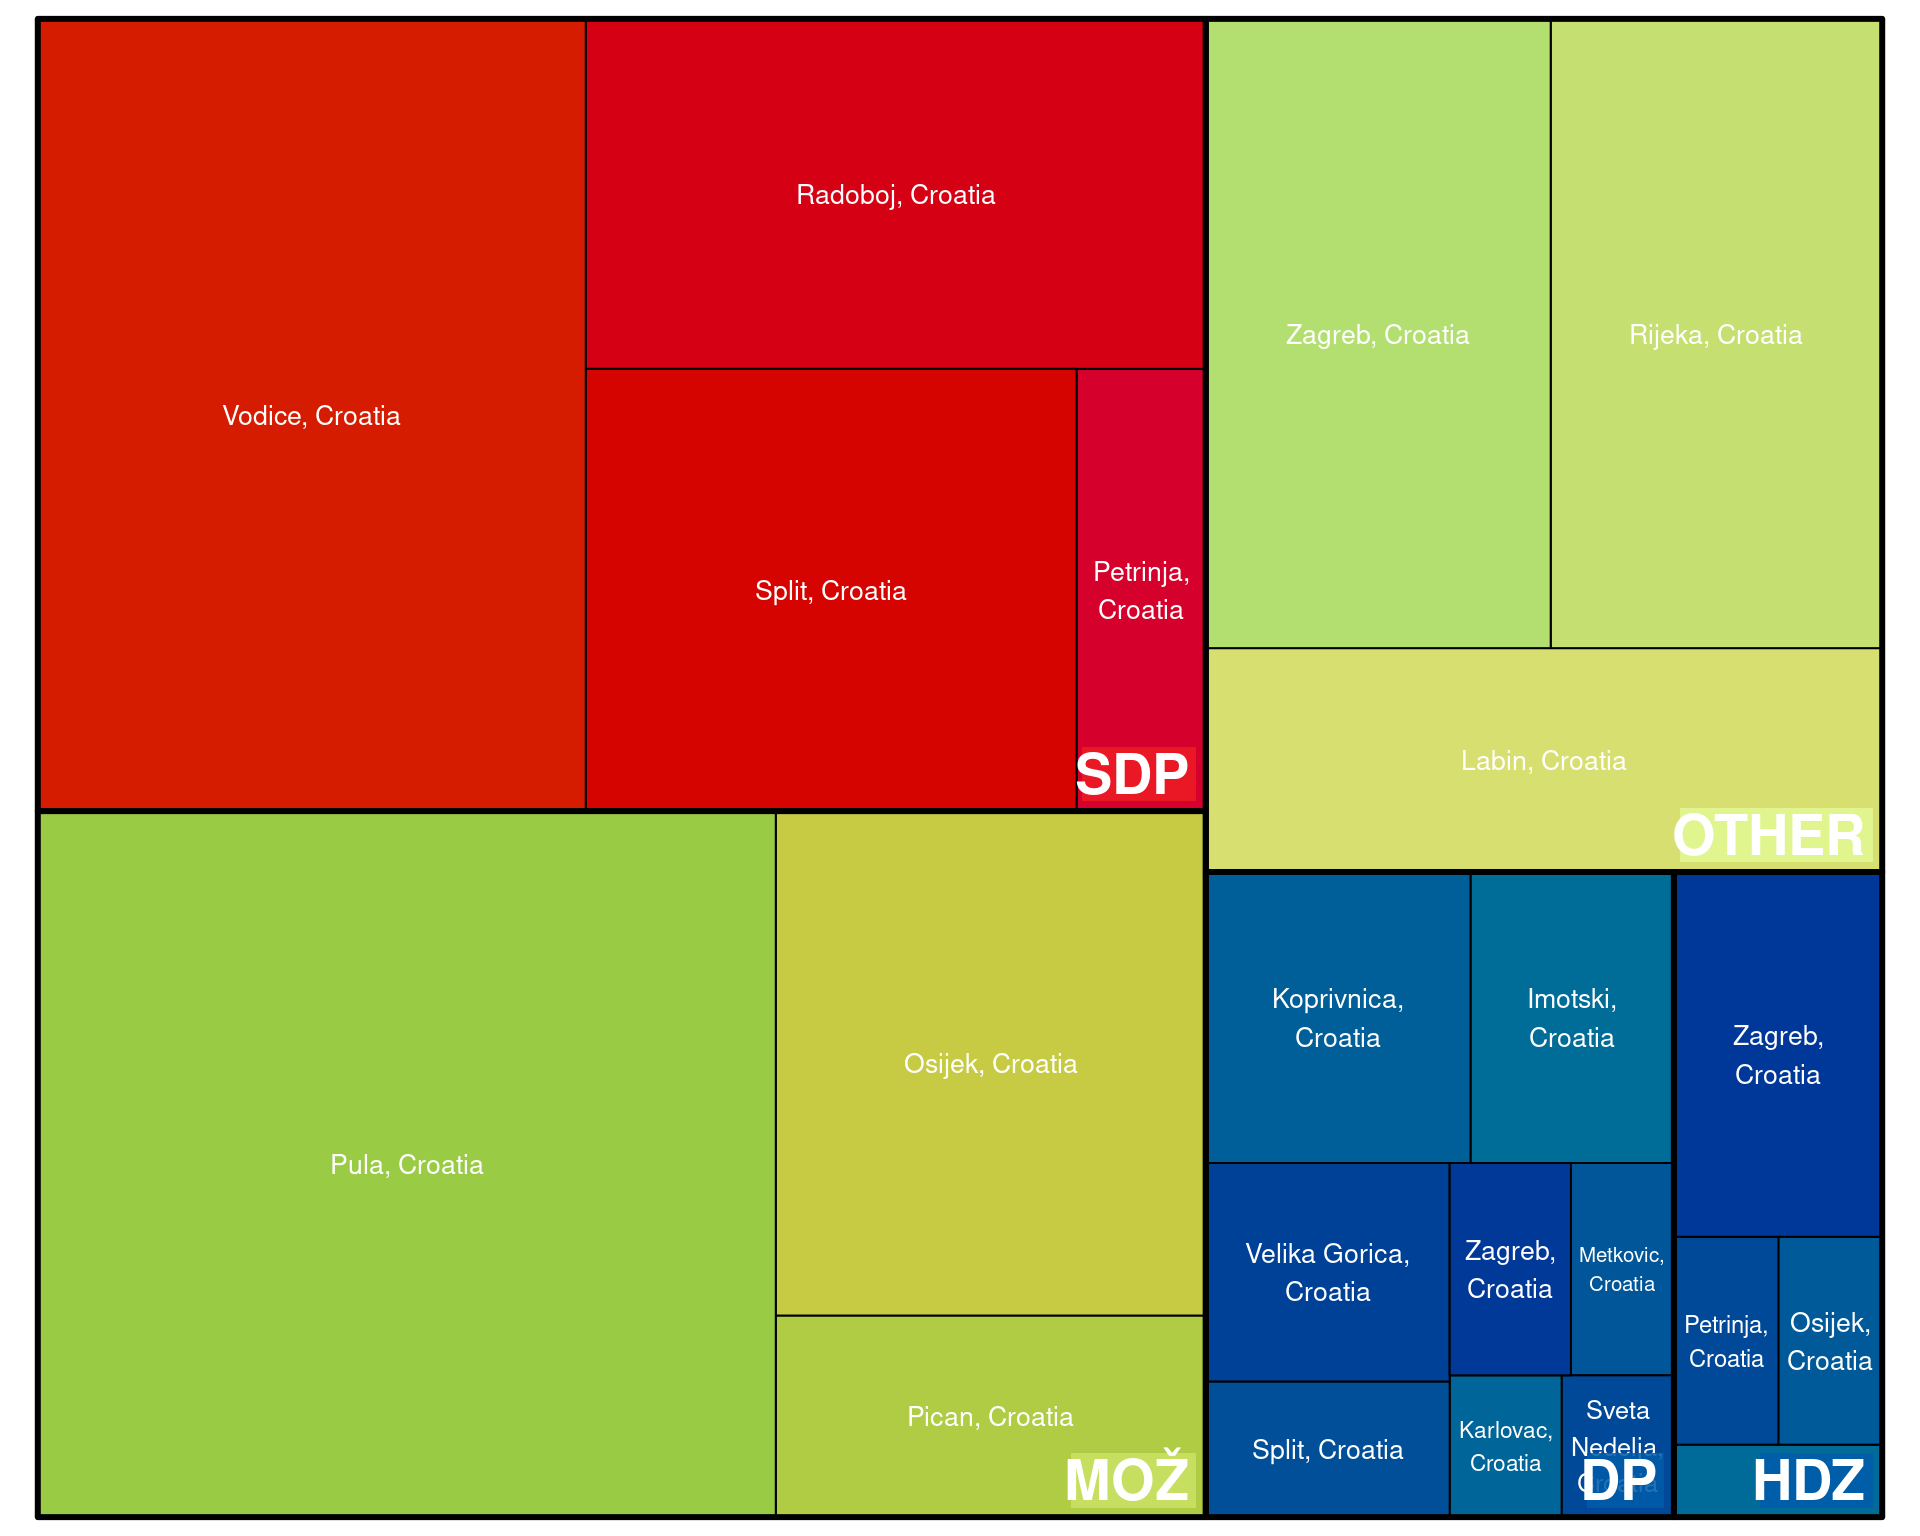 Vodice, Croatia
Radoboj, Croatia
Split, Croatia
Petrinja,
Croatia
SDP
Zagreb, Croatia
Rijeka, Croatia
Labin, Croatia
OTHER
Pula, Croatia
Osijek, Croatia
Pican, Croatia
MOŽ
Koprivnica,
Croatia
Imotski,
Croatia
Velika Gorica,
Croatia
Zagreb,
Croatia
Metkovic,
Croatia
Split, Croatia
Karlovac,
Croatia
Sveta
Nedelja,
Croatia
DP
Zagreb,
Croatia
Petrinja,
Croatia
Osijek,
Croatia
HDZ